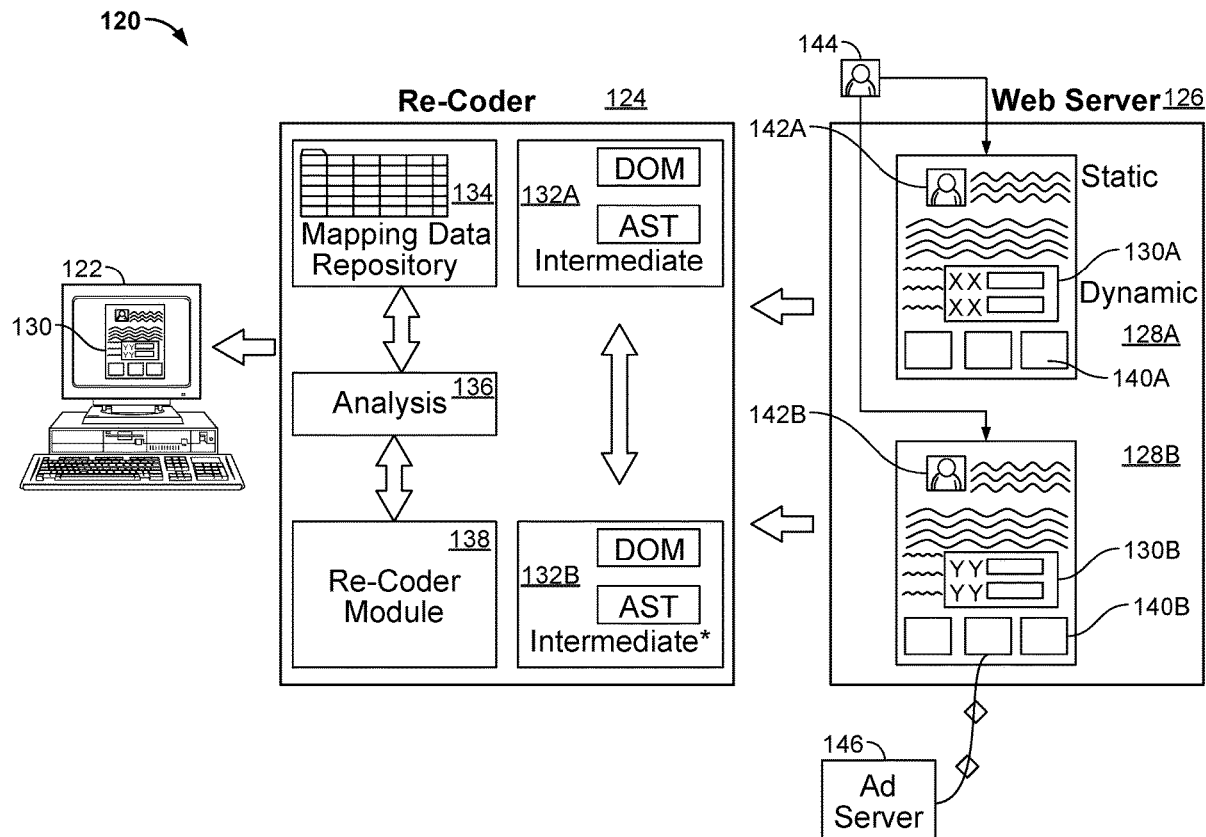 120
144
Re-Coder 124
Web Server 126
142A
Static
134
Mapping Data
Repository
132A
DOM
AST
Intermediate
130A
XX
XX
Dynamic
128A
140A
122
130
YY
YY
Analysis 136
142B
128B
138
Re-Coder
Module
132B
DOM
AST
Intermediate*
130B
YY
YY
140B
146
Ad
Server